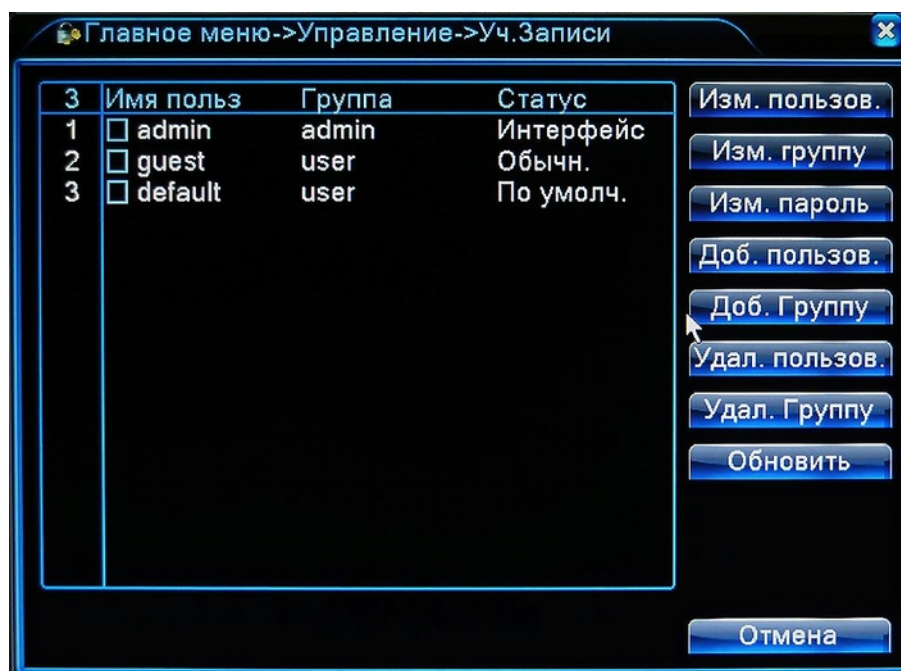 Главное меню->Управление->Уч.Записи
3 Имя польз Группа Статус
1 admin admin Интерфейс
2 guest user Обычн.
3 default user По умолч.
Изм. пользов.
Изм. группу
Изм. пароль
Доб. пользов.
Доб. Группу
Удал. пользов.
Удал. Группу
Обновить
Отмена